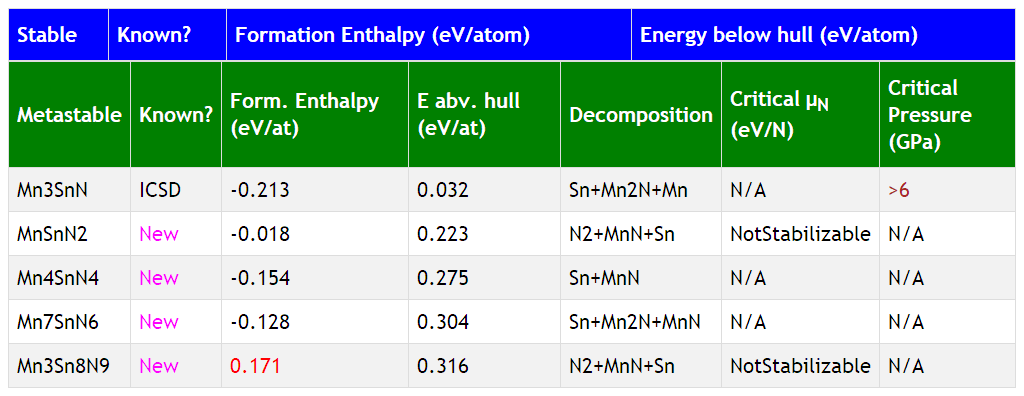 Stable Known? Formation Enthalpy (eV/atom) Energy below hull (eV/atom)
Metastable Known? Form. Enthalpy (eV/at) E abv. hull (eV/at) Decomposition Critical μN (eV/N) Critical Pressure (GPa)
Mn3SnN ICSD -0.213 0.032 Sn+Mn2N+Mn N/A >6
MnSnN2 New -0.018 0.223 N2+MnN+Sn NotStabilizable N/A
Mn4SnN4 New -0.154 0.275 Sn+MnN N/A N/A
Mn7SnN6 New -0.128 0.304 Sn+Mn2N+MnN N/A N/A
Mn3Sn8N9 New 0.171 0.316 N2+MnN+Sn NotStabilizable N/A